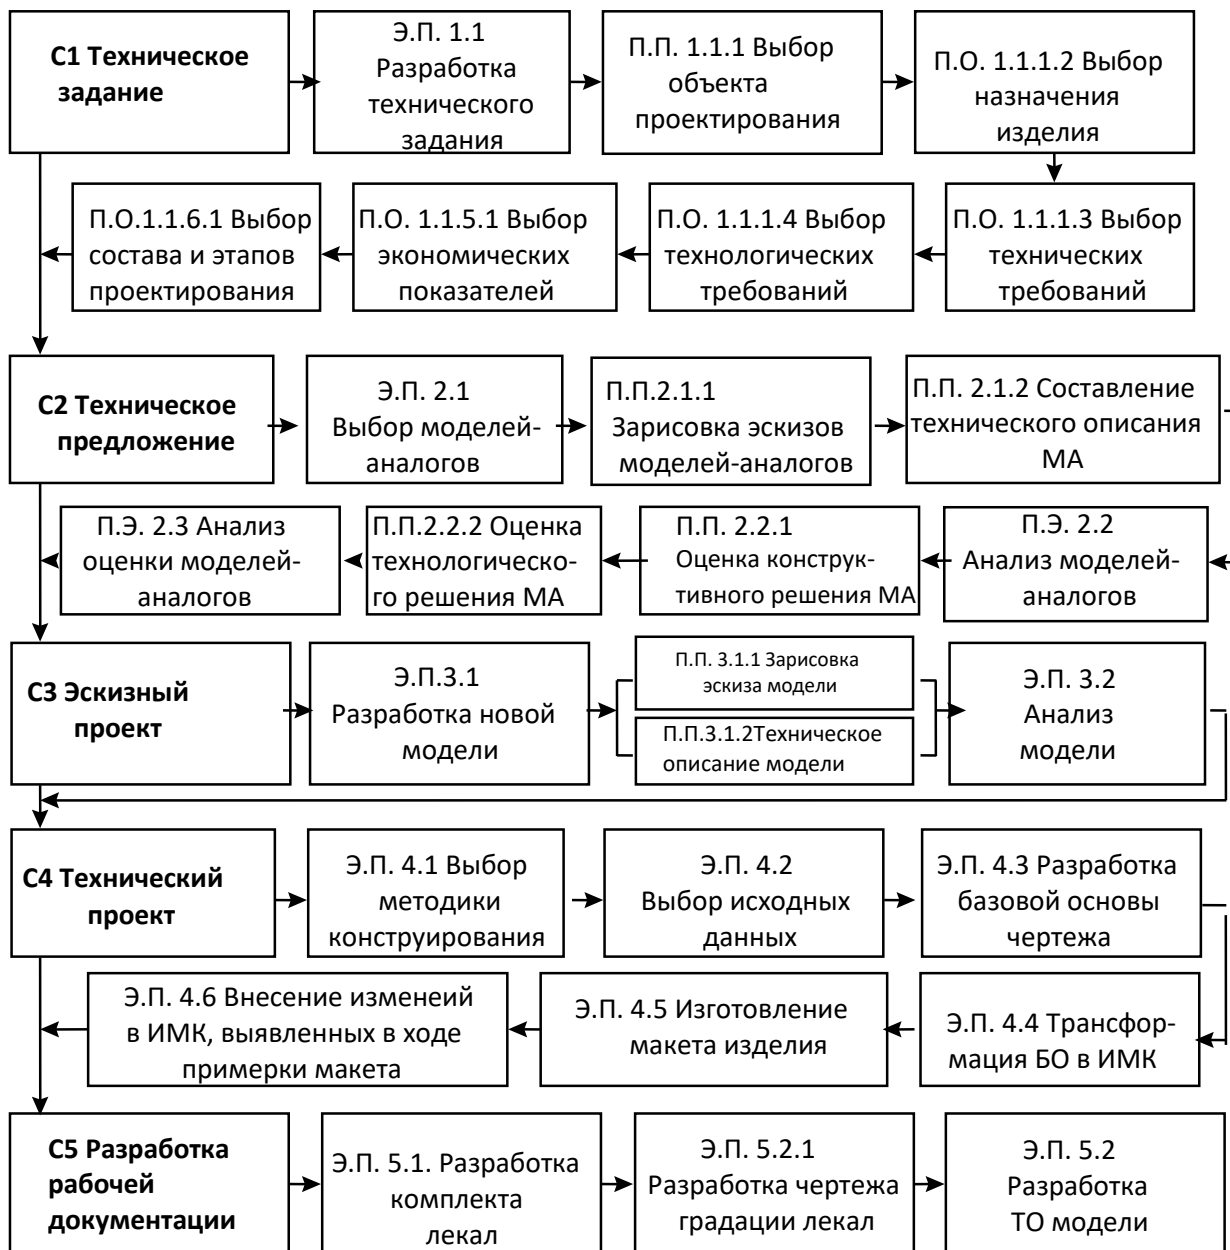 С1 Техническое
задание
Э.П. 1.1
Разработка
технического
задания
П.П. 1.1.1 Выбор
объекта
проектирования
П.О. 1.1.1.2 Выбор
назначения
изделия
П.О.1.1.6.1 Выбор
состава и этапов
проектирования
П.О. 1.1.5.1 Выбор
экономических
показателей
П.О. 1.1.1.4 Выбор
технологических
требований
П.О. 1.1.1.3 Выбор
технических
требований
С2 Техническое
предложение
Э.П. 2.1
Выбор моделей-
аналогов
П.П.2.1.1
Зарисовка эскизов
моделей-аналогов
П.П. 2.1.2 Составление
технического описания
МА
П.Э. 2.3 Анализ
оценки моделей-
аналогов
П.П.2.2.2 Оценка
технологическо-
го решения МА
П.П. 2.2.1
Оценка конструк-
тивного решения МА
П.Э. 2.2
Анализ моделей-
аналогов
С3 Эскизный
проект
Э.П.3.1
Разработка новой
модели
П.П. 3.1.1 Зарисовка
эскиза модели
П.П.3.1.2Техническое
описание модели
Э.П. 3.2
Анализ
модели
С4 Технический
проект
Э.П. 4.1 Выбор
методики
конструирования
Э.П. 4.2
Выбор исходных
данных
Э.П. 4.3 Разработка
базовой основы
чертежа
Э.П. 4.6 Внесение изменеий
в ИМК, выявленных в ходе
примерки макета
Э.П. 4.5 Изготовление
макета изделия
Э.П. 4.4 Трансфор-
мация БО в ИМК
С5 Разработка
рабочей
документации
Э.П. 5.1. Разработка
комплекта
лекал
Э.П. 5.2.1
Разработка чертежа
градации лекал
Э.П. 5.2
Разработка
ТО модели